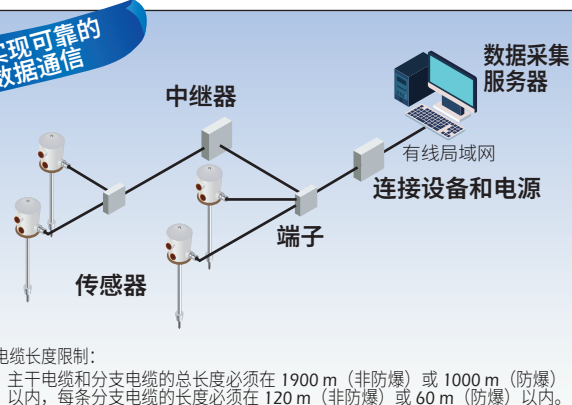 实现可靠的
数据通信
数据采集
服务器
中继器
有线局域网
连接设备和电源
端子
传感器
电缆长度限制：
主干电缆和分支电缆的总长度必须在 1900 m（非防爆）或 1000 m（防爆）
以内，每条分支电缆的长度必须在 120 m（非防爆）或 60 m（防爆）以内。